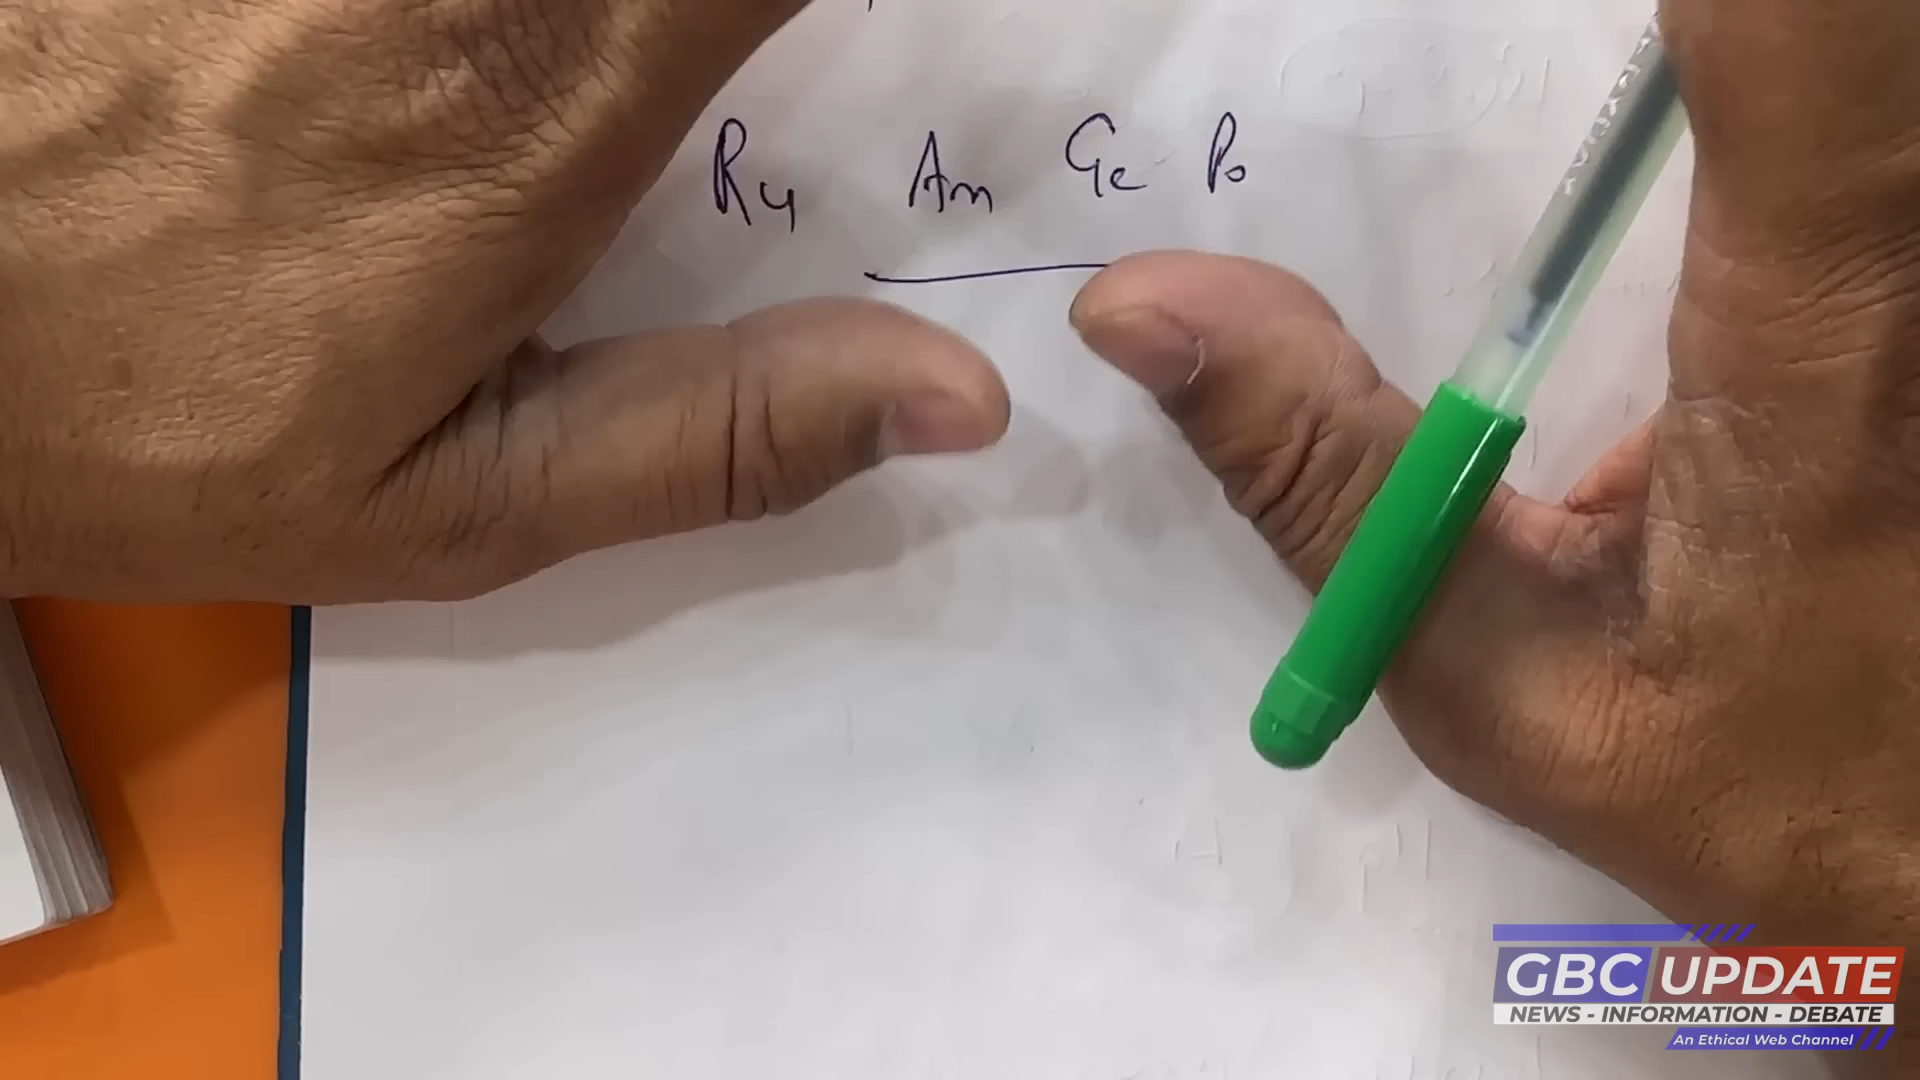 Ry Am Ge Po
GBC UPDATE
NEWS - INFORMATION - DEBATE
An Ethical Web Channel